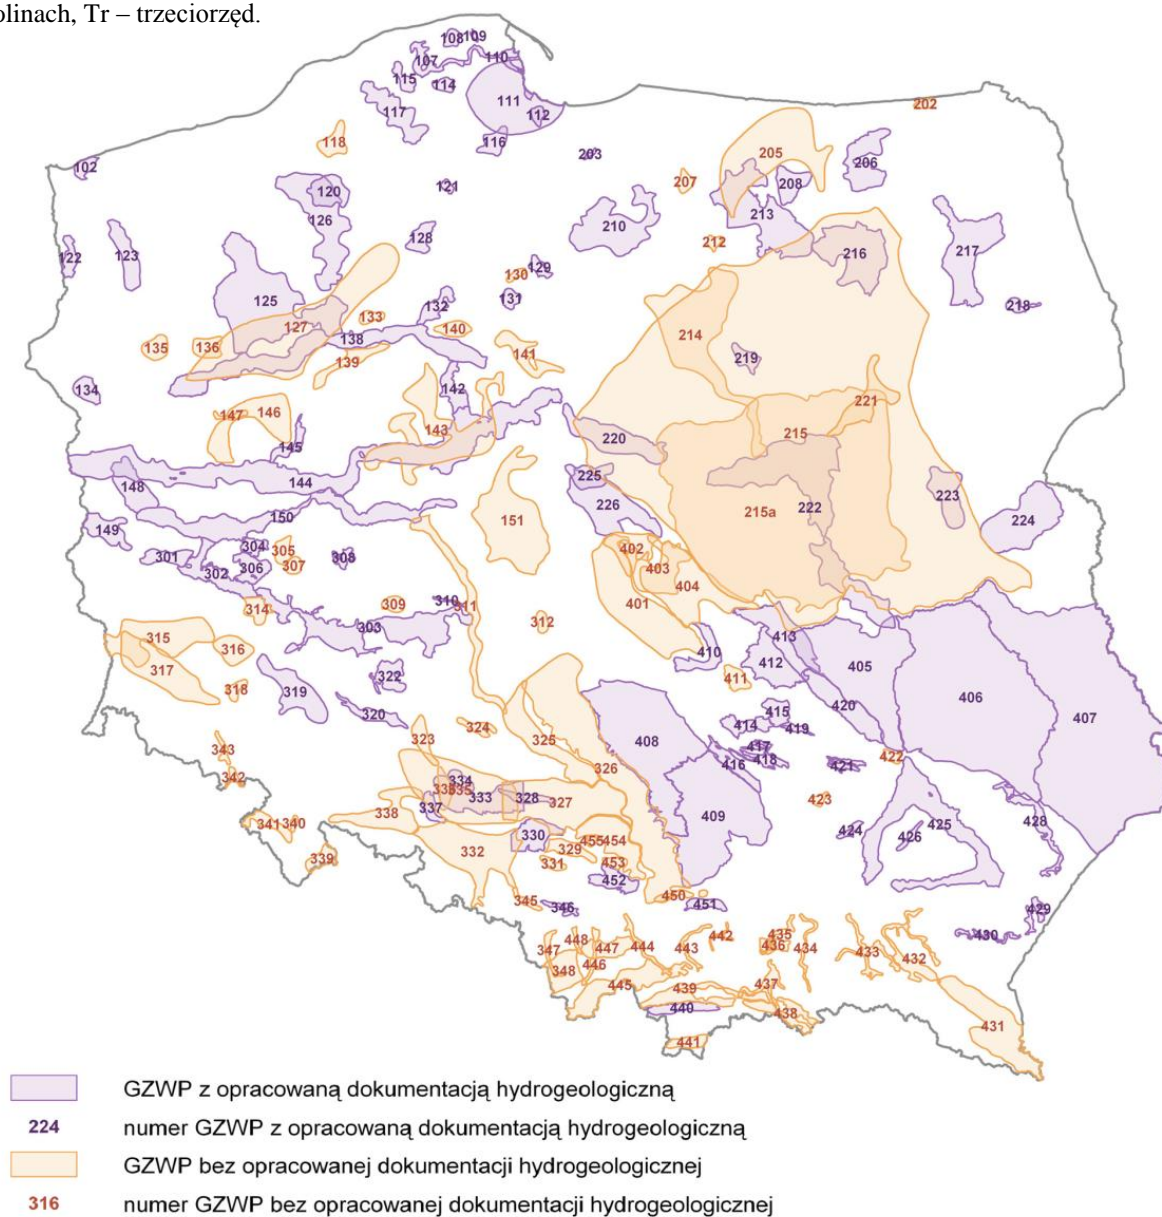 olinach, Tr – trzeciorzęd.
108 109
107 110
115 114
111
117 112
118 116
202
102 203 205 206
120 121 207 208
126 128 210 213
122 123 212 216 217
130 129
125 131 132 218
127 133
135 136 138 140 214
139 141 219
134 142
147 146 143 221
145 220 215
144 225
148 226 223
150 151 215a 222 224
149
301 304 305 308 402
302 306 307 403
404
314 309 310 311 401
303 312
315 413
316 410 412 405
317 411
318 319 322 406
320 415 420 407
324 414 419
323 325 408
343 417
326 416 418 421 422
342 334
335 335 333 328 327 423
337
338 409
341 340 330 455 454 424 425 428
332 329 426
339 331 453
452
345 346 450 451 429
430
347 448 447 444 443 442 435 436 434 433 432
348 446
445 439 437
440 438
431
441
GZWP z opracowaną dokumentacją hydrogeologiczną
224 numer GZWP z opracowaną dokumentacją hydrogeologiczną
GZWP bez opracowanej dokumentacji hydrogeologicznej
316 numer GZWP bez opracowanej dokumentacji hydrogeologicznej